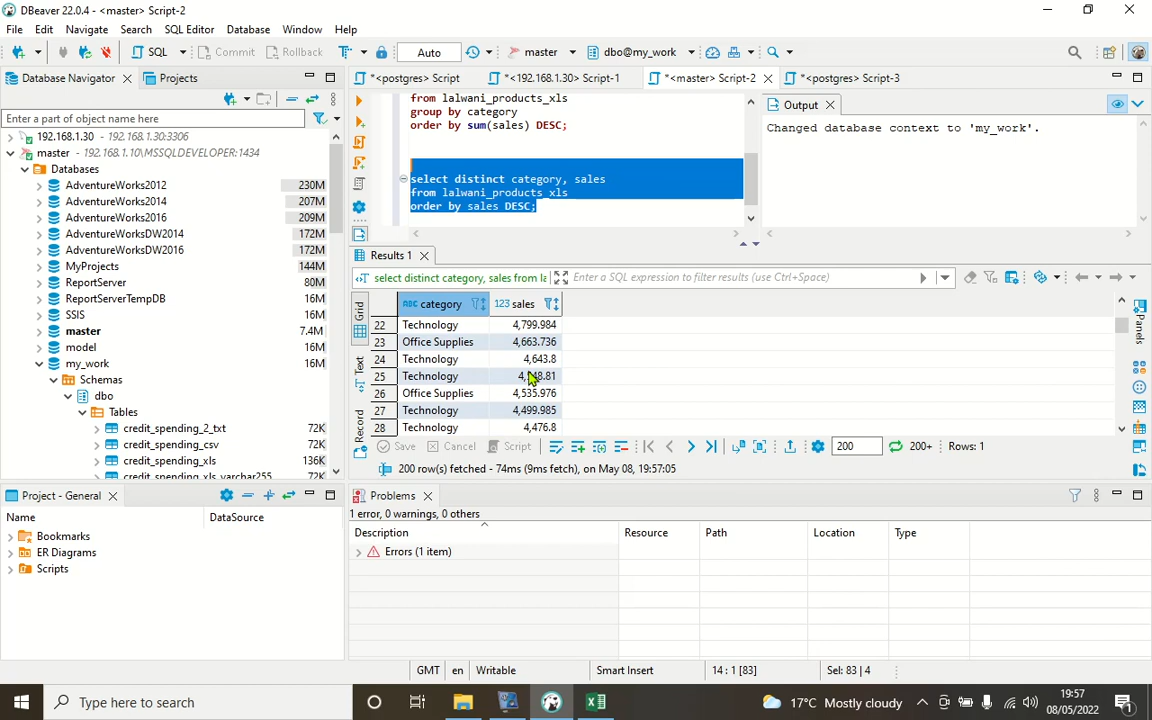 DBeaver 22.0.4 - <master> Script-2
File Edit Navigate Search SQL Editor Database Window Help
SQL Commit Rollback Auto master dbo@my_work
Database Navigator Projects
Enter a part of object name here
192.168.1.30 - 192.168.1.30:3306
master - 192.168.1.10\MSSQLDEVELOPER:1434
Databases
AdventureWorks2012 230M
AdventureWorks2014 207M
AdventureWorks2016 209M
AdventureWorksDW2014 172M
AdventureWorksDW2016 172M
MyProjects 144M
ReportServer 80M
ReportServerTempDB 16M
SSIS 16M
master 7.4M
model 16M
my_work 16M
Schemas
dbo
Tables
credit_spending_2_txt 72K
credit_spending_csv 72K
credit_spending_xls 136K
credit_spending_xls_varchar255 72K
Project - General
Name DataSource
Bookmarks
ER Diagrams
Scripts
*<postgres> Script *<192.168.1.30> Script-1 *<master> Script-2 *<postgres> Script-3
from lalwani_products_xls
group by category
order by sum(sales) DESC;
select distinct category, sales
from lalwani_products_xls
order by sales DESC;
Output
Changed database context to 'my_work'.
Results 1
select distinct category, sales from la Enter a SQL expression to filter results (use Ctrl+Space)
Grid
Text
Record
ABC category 123 sales
22 Technology 4,799.984
23 Office Supplies 4,663.736
24 Technology 4,643.8
25 Technology
26 Office Supplies 4,535.976
27 Technology 4,499.985
28 Technology 4,476.8
Panels
Save Cancel Script 200 200+ Rows: 1
200 row(s) fetched - 74ms (9ms fetch), on May 08, 19:57:05
Problems
1 error, 0 warnings, 0 others
Description Resource Path Location Type
Errors (1 item)
GMT en Writable Smart Insert 14 : 1 [83] Sel: 83 | 4
Type here to search
17°C Mostly cloudy
19:57
08/05/2022
1